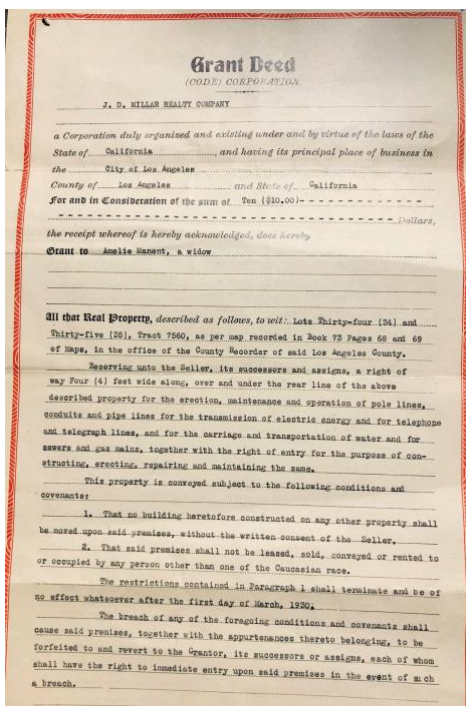 Grant Deed
(CODE) CORPORATION
J. D. MILLAR REALTY COMPANY
a Corporation duly organized and existing under and by virtue of the laws of the
State of California, and having its principal place of business in
the City of Los Angeles
County of Los Angeles and State of California
For and in Consideration of the sum of Ten ($10.00)- - - - - - - - - - - - - -
- - - - - - - - - - - - - - - - - - - - - - - - - - - - - - - - - - - - Dollars,
the receipt whereof is hereby acknowledged, does hereby
Grant to Amelie Manent, a widow
All that Real Property, described as follows, to wit: Lots Thirty-four (34) and
Thirty-five (35), Tract 7560, as per map recorded in Book 73 Pages 68 and 69
of Maps, in the office of the County Recorder of said Los Angeles County.
Reserving unto the Seller, its successors and assigns, a right of
way Four (4) feet wide along, over and under the rear line of the above
described property for the erection, maintenance and operation of pole lines,
conduits and pipe lines for the transmission of electric energy and for telephone
and telegraph lines, and for the carriage and transportation of water and for
sewers and gas mains, together with the right of entry for the purpose of con-
structing, erecting, repairing and maintaining the same.
This property is conveyed subject to the following conditions and
covenants:
1. That no building heretofore constructed on any other property shall
be moved upon said premises, without the written consent of the Seller.
2. That said premises shall not be leased, sold, conveyed or rented to
or occupied by any person other than one of the Caucasian race.
The restrictions contained in Paragraph 1 shall terminate and be of
no effect whatsoever after the first day of March, 1930.
The breach of any of the foregoing conditions and covenants shall
cause said premises, together with the appurtenances thereto belonging, to be
forfeited to and revert to the Grantor, its successors or assigns, each of whom
shall have the right to immediate entry upon said premises in the event of such
a breach.